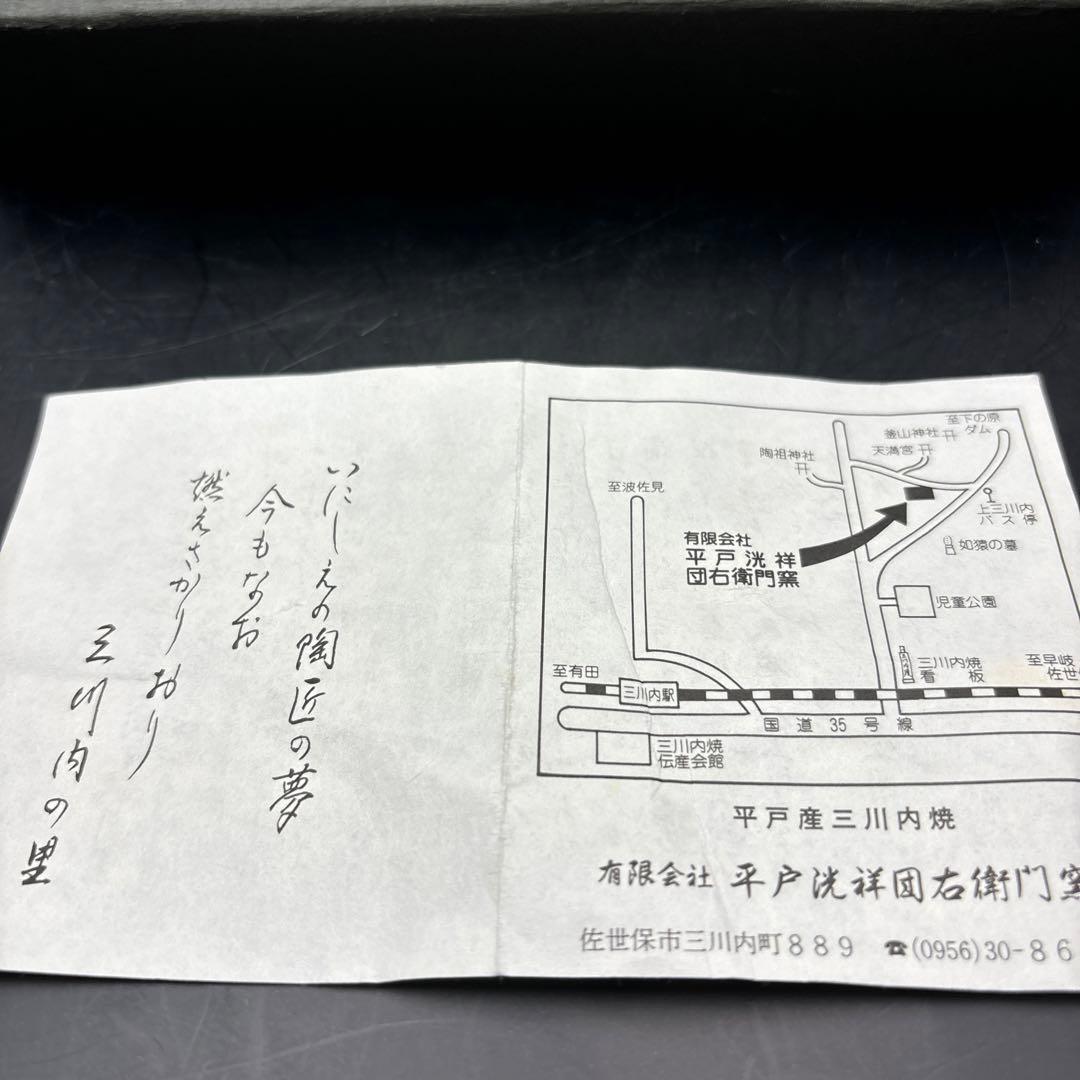 いにしえの陶匠の夢
今もなお
燃えさかりおり
三川内の里
至下の原
ダム
釜山神社
天満宮
陶祖神社
至波佐見
上三川内
バス停
有限会社
平戸洸祥
団右衛門窯
如猿の墓
児童公園
三川内焼
看板
至早岐
佐世
至有田
三川内駅
国道35号線
三川内焼
伝産会館
平戸産三川内焼
有限会社 平戸洸祥団右衛門窯
佐世保市三川内町889 ☎(0956)30-86